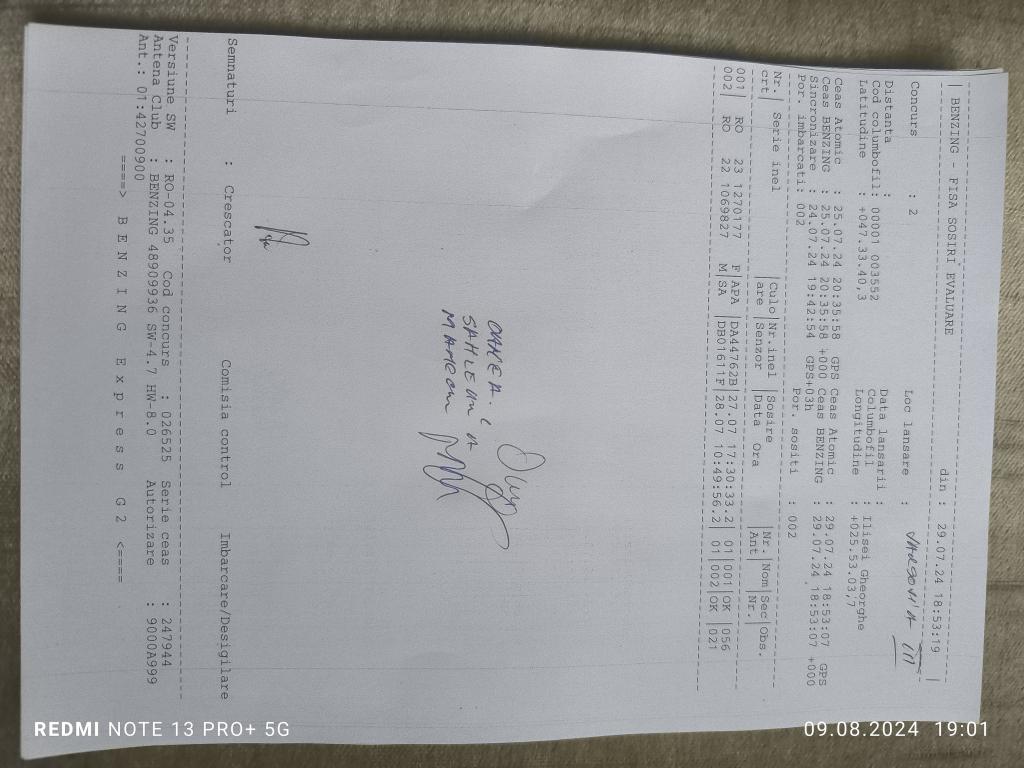 | BENZING - FISA SOSIRI EVALUARE din : 29.07.24 18:53:19 |
Concurs : 2 Loc lansare : VARSOVIA III
Distanta : Data lansarii :
Cod columbofil: 00001 003552 Columbofil : Ilisei Gheorghe
Latitudine : +047.33.40,3 Longitudine : +025.53.03,7
Ceas Atomic : 25.07.24 20:35:58 GPS Ceas Atomic : 29.07.24 18:53:07 GPS
Ceas BENZING : 25.07.24 20:35:58 +000 Ceas BENZING : 29.07.24 18:53:07 +000
Sincronizare : 24.07.24 19:42:54 GPS+03h
Por. imbarcati: 002 Por. sositi : 002
Nr.| Serie inel |Culo|Nr.inel |Sosire |Nr.|Nom|Sec|Obs.
crt| |are |Senzor |Data Ora |Ant| Nr.|
001| RO 23 1270177 F|APA |DA44762B|27.07 17:30:33.2| 01|001|OK |056
002| RO 22 1069827 M|SA |DB01611F|28.07 10:49:56.2| 01|002|OK |021
SAHLEAN
Semnaturi : Crescator Comisia control Imbarcare/Desigilare
Versiune SW : RO-04.35 Cod concurs : 026525 Serie ceas : 247944
Antena Club : BENZING 48909936 SW-4.7 HW-8.0 Autorizare : 900A999
Ant.: 01:42700900
====> B E N Z I N G E x p r e s s G 2 <====
REDMI NOTE 13 PRO+ 5G
09.08.2024 19:01